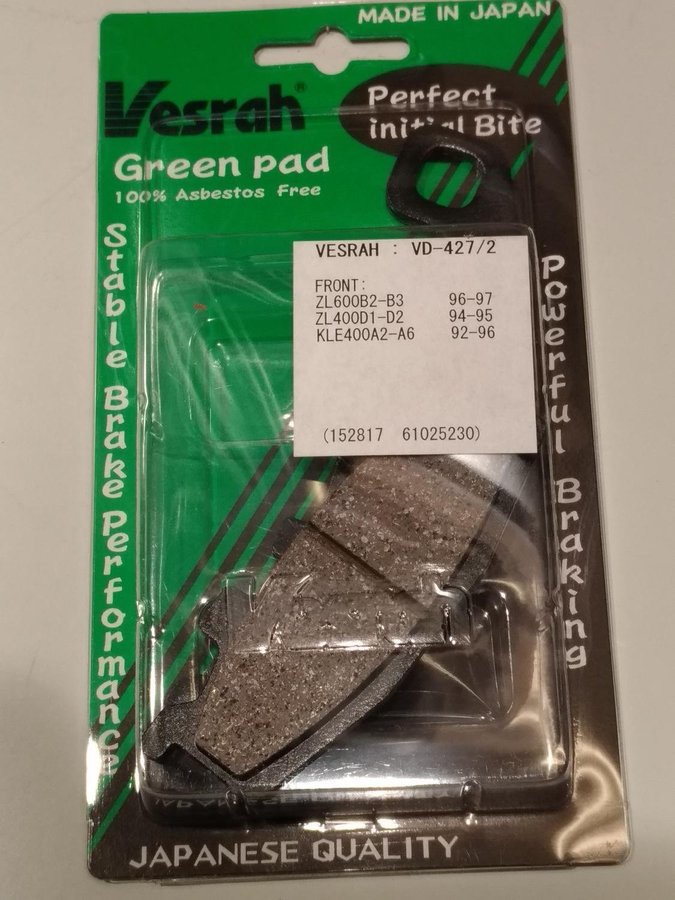 MADE IN JAPAN
Vesrah®
Perfect
initial Bite
Green pad
100% Asbestos Free
Stable Brake Performance
VESRAH : VD-427/2
FRONT:
ZL600B2-B3 96-97
ZL400D1-D2 94-95
KLE400A2-A6 92-96
(152817 61025230)
Powerful Braking
Vesrah
JAPANESE QUALITY